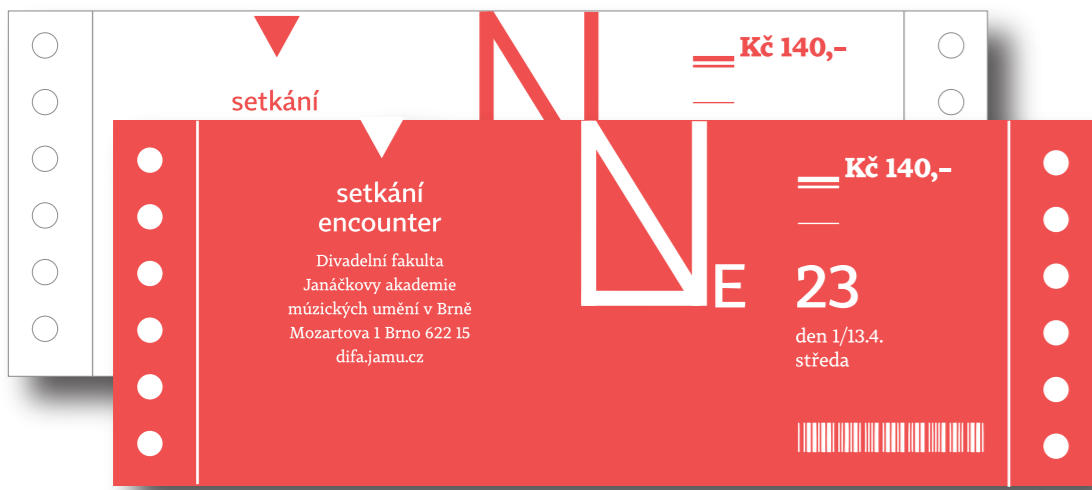 setkání
N
Kč 140,–
setkání
encounter
Divadelní fakulta
Janáčkovy akademie
múzických umění v Brně
Mozartova 1 Brno 622 15
difa.jamu.cz
N
E
Kč 140,–
23
den 1/13.4.
středa